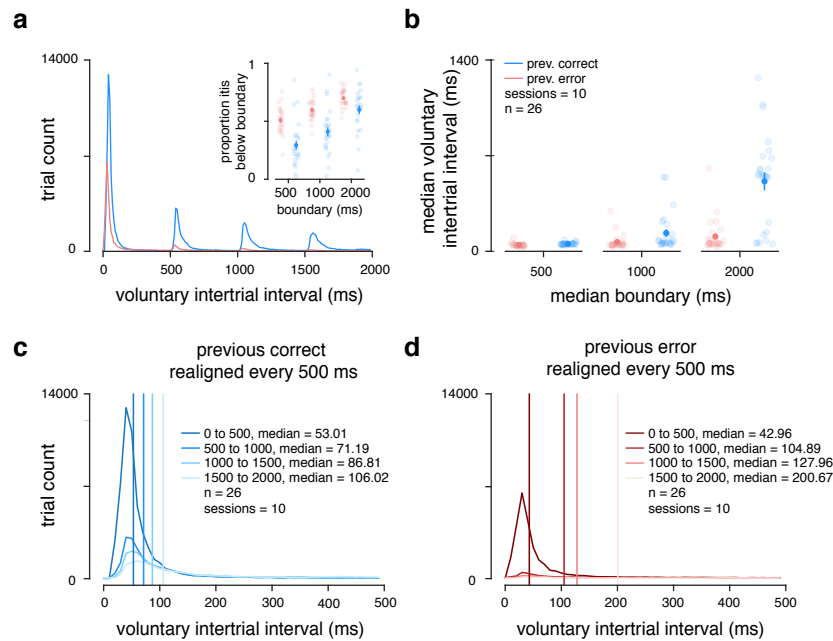 a
14000
trial count
0
0
500
1000
1500
2000
voluntary intertrial interval (ms)
1
proportion itis
below boundary
0
500
1000
2000
boundary (ms)
b
1400
median voluntary
intertrial interval (ms)
0
prev. correct
prev. error
sessions = 10
n = 26
500
1000
2000
median boundary (ms)
c
previous correct
realigned every 500 ms
14000
trial count
0
0 to 500, median = 53.01
500 to 1000, median = 71.19
1000 to 1500, median = 86.81
1500 to 2000, median = 106.02
n = 26
sessions = 10
0
100
200
300
400
500
voluntary intertrial interval (ms)
d
previous error
realigned every 500 ms
14000
0
0 to 500, median = 42.96
500 to 1000, median = 104.89
1000 to 1500, median = 127.96
1500 to 2000, median = 200.67
n = 26
sessions = 10
0
100
200
300
400
500
voluntary intertrial interval (ms)